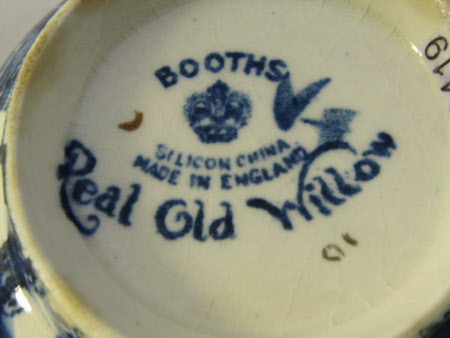 BOOTHS
SILICON CHINA
MADE IN ENGLAND
Real Old Willow